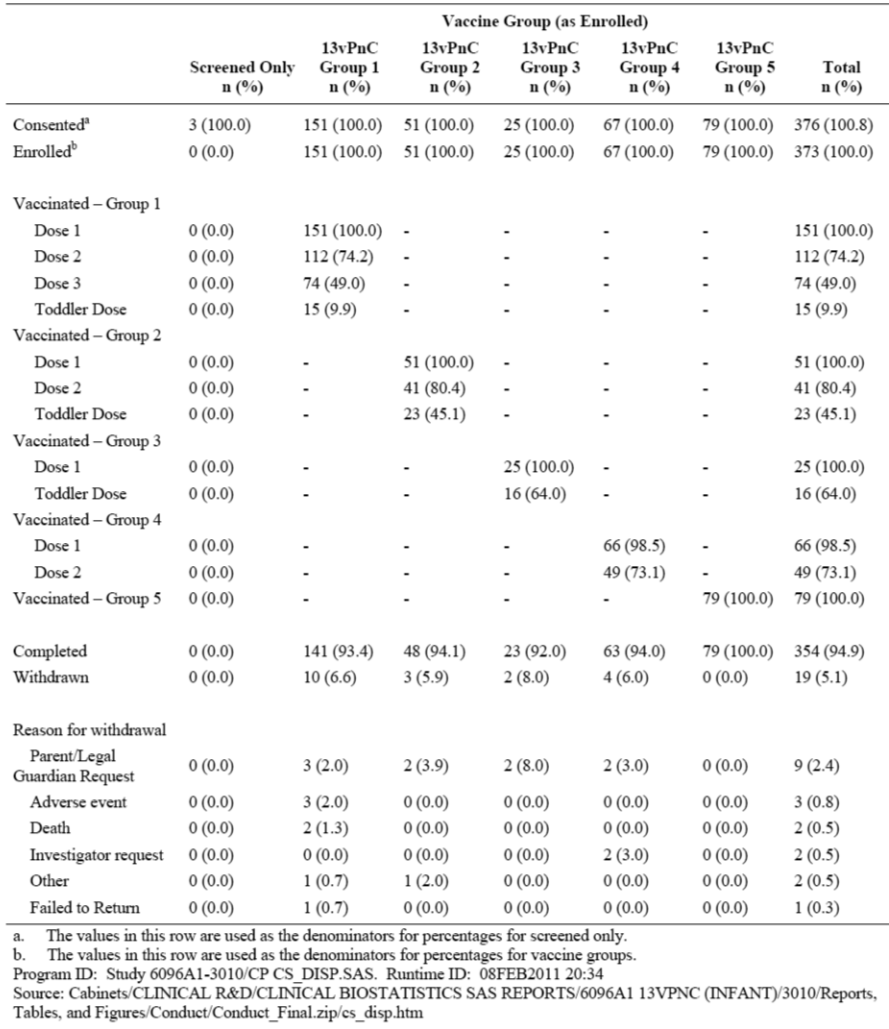 Vaccine Group (as Enrolled)
13vPnC 13vPnC 13vPnC 13vPnC 13vPnC
Screened Only Group 1 Group 2 Group 3 Group 4 Group 5 Total
n (%) n (%) n (%) n (%) n (%) n (%) n (%)
Consentedᵃ 3 (100.0) 151 (100.0) 51 (100.0) 25 (100.0) 67 (100.0) 79 (100.0) 376 (100.8)
Enrolledᵇ 0 (0.0) 151 (100.0) 51 (100.0) 25 (100.0) 67 (100.0) 79 (100.0) 373 (100.0)
Vaccinated – Group 1
Dose 1 0 (0.0) 151 (100.0) - - - - 151 (100.0)
Dose 2 0 (0.0) 112 (74.2) - - - - 112 (74.2)
Dose 3 0 (0.0) 74 (49.0) - - - - 74 (49.0)
Toddler Dose 0 (0.0) 15 (9.9) - - - - 15 (9.9)
Vaccinated – Group 2
Dose 1 0 (0.0) - 51 (100.0) - - - 51 (100.0)
Dose 2 0 (0.0) - 41 (80.4) - - - 41 (80.4)
Toddler Dose 0 (0.0) - 23 (45.1) - - - 23 (45.1)
Vaccinated – Group 3
Dose 1 0 (0.0) - - 25 (100.0) - - 25 (100.0)
Toddler Dose 0 (0.0) - - 16 (64.0) - - 16 (64.0)
Vaccinated – Group 4
Dose 1 0 (0.0) - - - 66 (98.5) - 66 (98.5)
Dose 2 0 (0.0) - - - 49 (73.1) - 49 (73.1)
Vaccinated – Group 5 0 (0.0) - - - - 79 (100.0) 79 (100.0)
Completed 0 (0.0) 141 (93.4) 48 (94.1) 23 (92.0) 63 (94.0) 79 (100.0) 354 (94.9)
Withdrawn 0 (0.0) 10 (6.6) 3 (5.9) 2 (8.0) 4 (6.0) 0 (0.0) 19 (5.1)
Reason for withdrawal
Parent/Legal
Guardian Request 0 (0.0) 3 (2.0) 2 (3.9) 2 (8.0) 2 (3.0) 0 (0.0) 9 (2.4)
Adverse event 0 (0.0) 3 (2.0) 0 (0.0) 0 (0.0) 0 (0.0) 0 (0.0) 3 (0.8)
Death 0 (0.0) 2 (1.3) 0 (0.0) 0 (0.0) 0 (0.0) 0 (0.0) 2 (0.5)
Investigator request 0 (0.0) 0 (0.0) 0 (0.0) 0 (0.0) 2 (3.0) 0 (0.0) 2 (0.5)
Other 0 (0.0) 1 (0.7) 1 (2.0) 0 (0.0) 0 (0.0) 0 (0.0) 2 (0.5)
Failed to Return 0 (0.0) 1 (0.7) 0 (0.0) 0 (0.0) 0 (0.0) 0 (0.0) 1 (0.3)
a. The values in this row are used as the denominators for percentages for screened only.
b. The values in this row are used as the denominators for percentages for vaccine groups.
Program ID: Study 6096A1-3010/CP CS_DISP.SAS. Runtime ID: 08FEB2011 20:34
Source: Cabinets/CLINICAL R&D/CLINICAL BIOSTATISTICS SAS REPORTS/6096A1 13VPNC (INFANT)/3010/Reports,
Tables, and Figures/Conduct/Conduct_Final.zip/cs_disp.htm